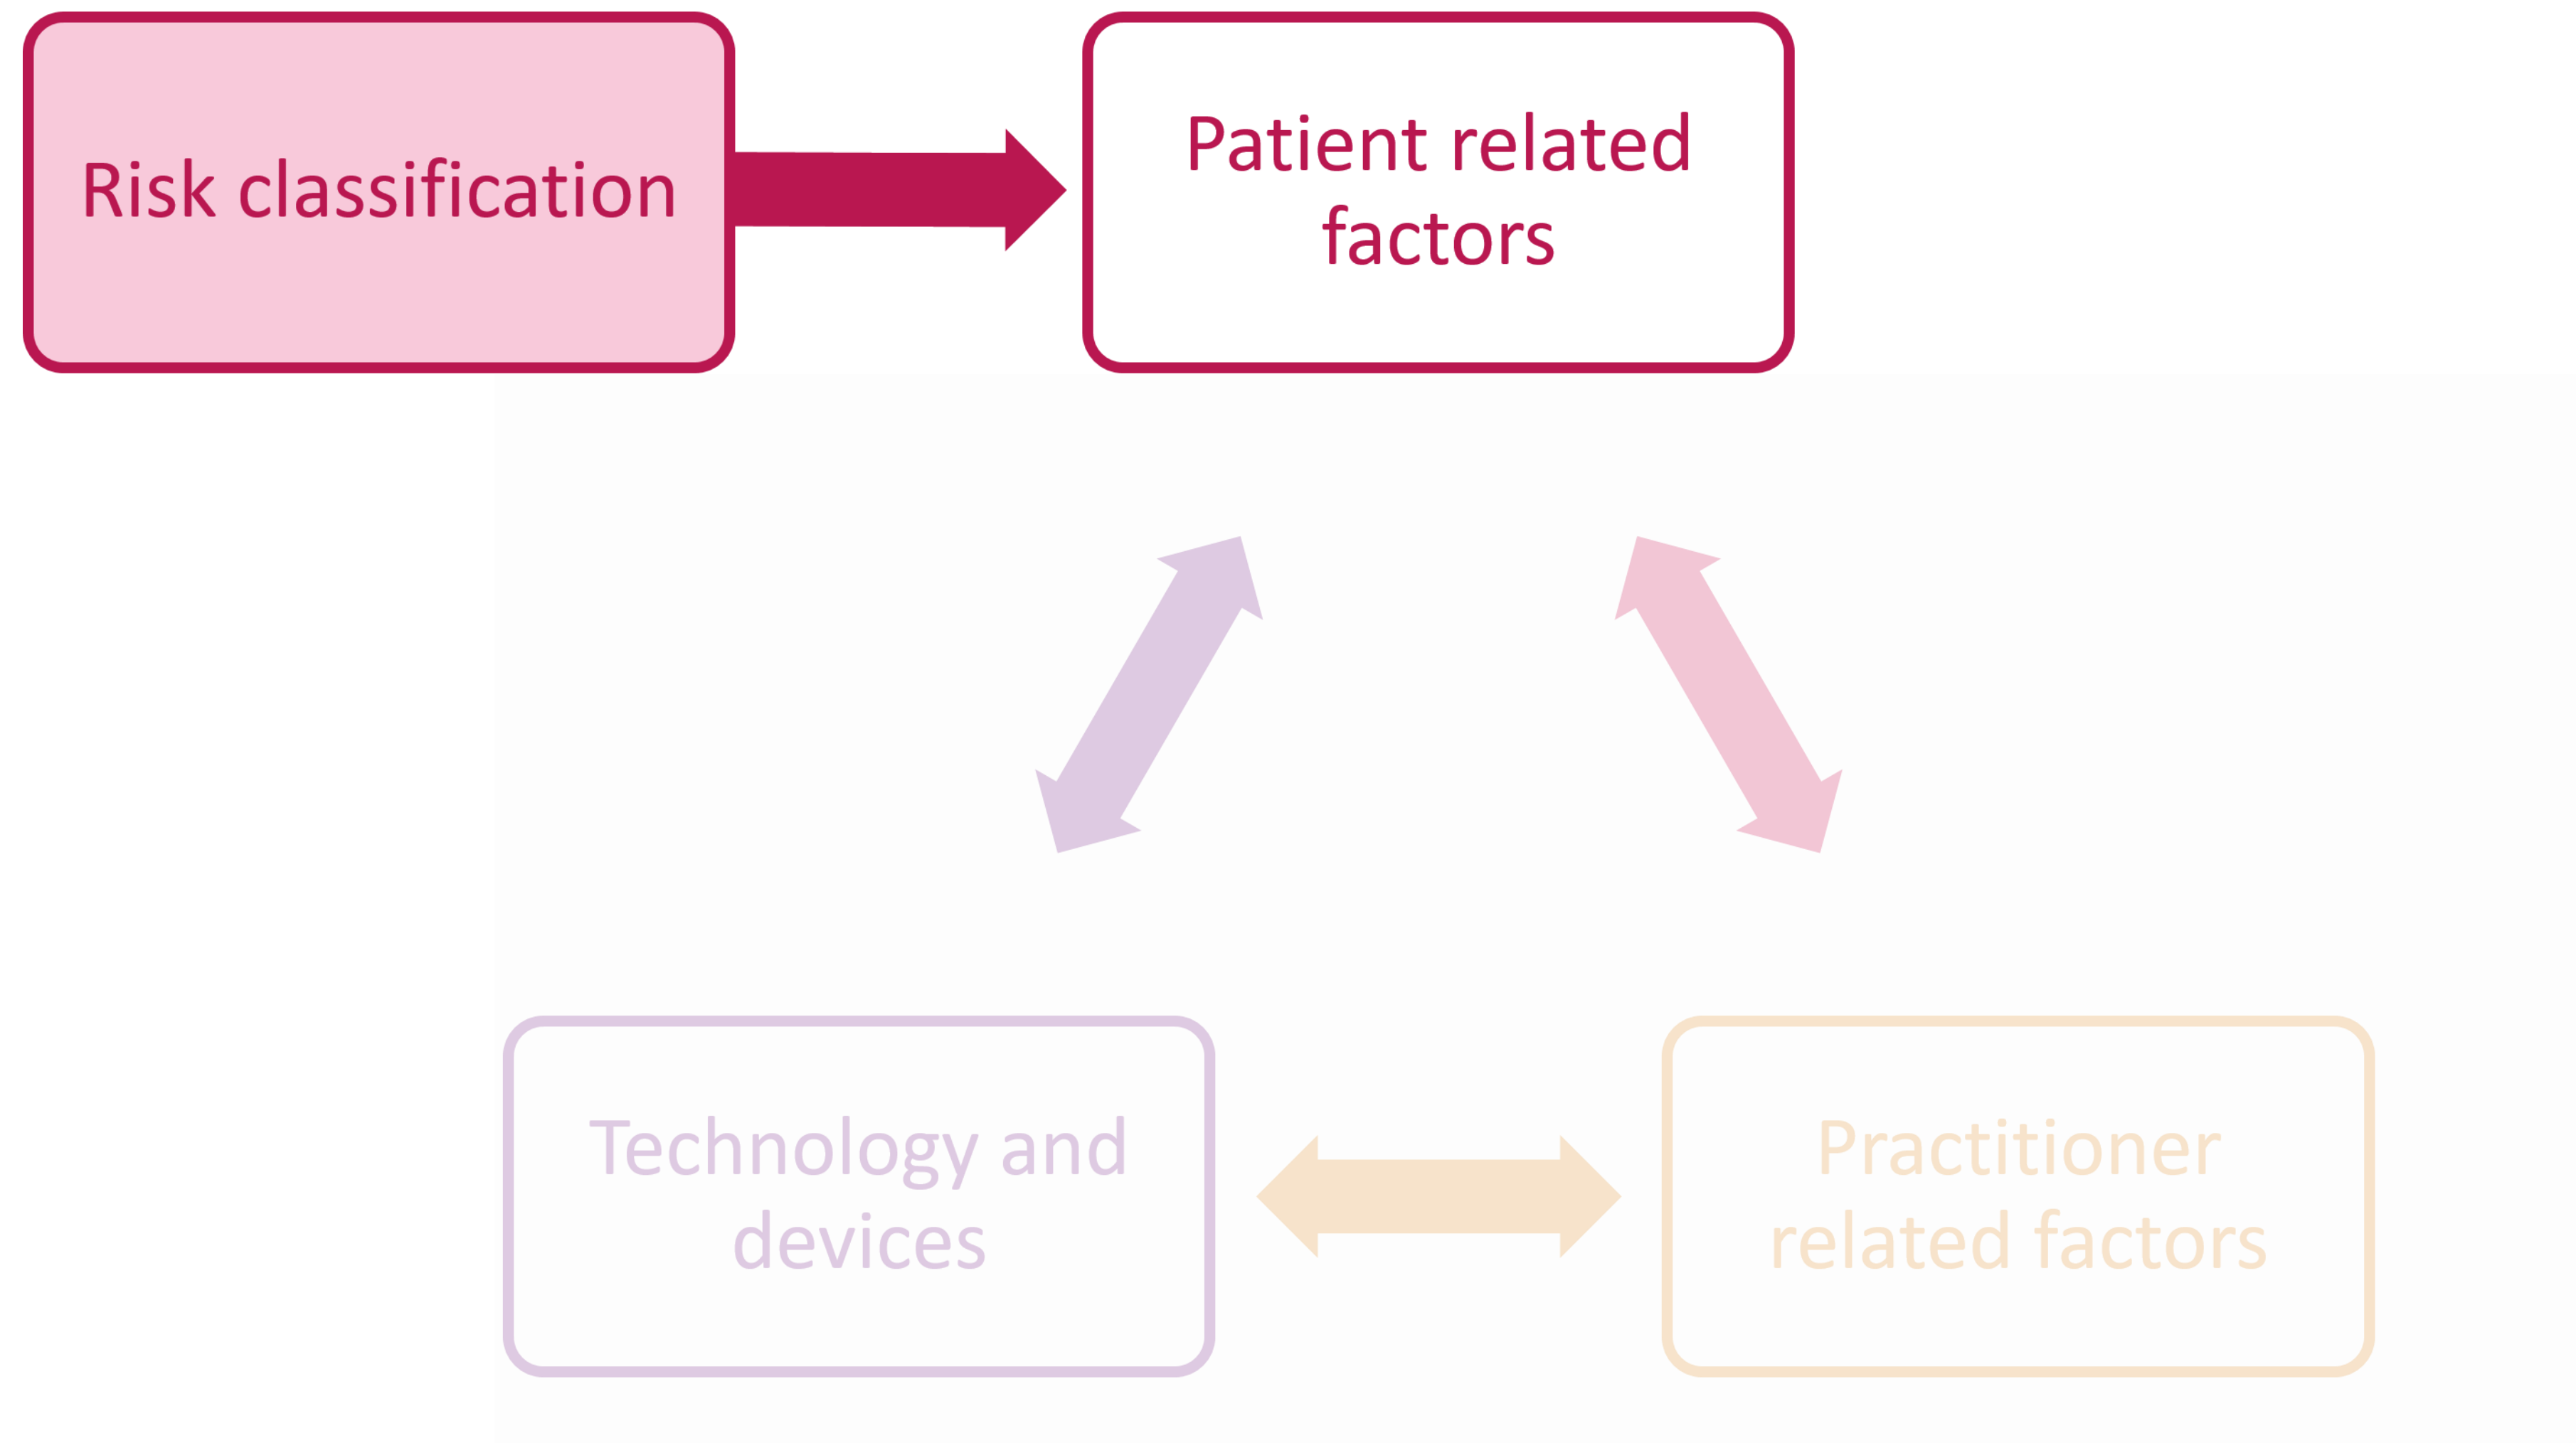 Risk classification
Patient related
factors
Technology and
devices
Practitioner
related factors